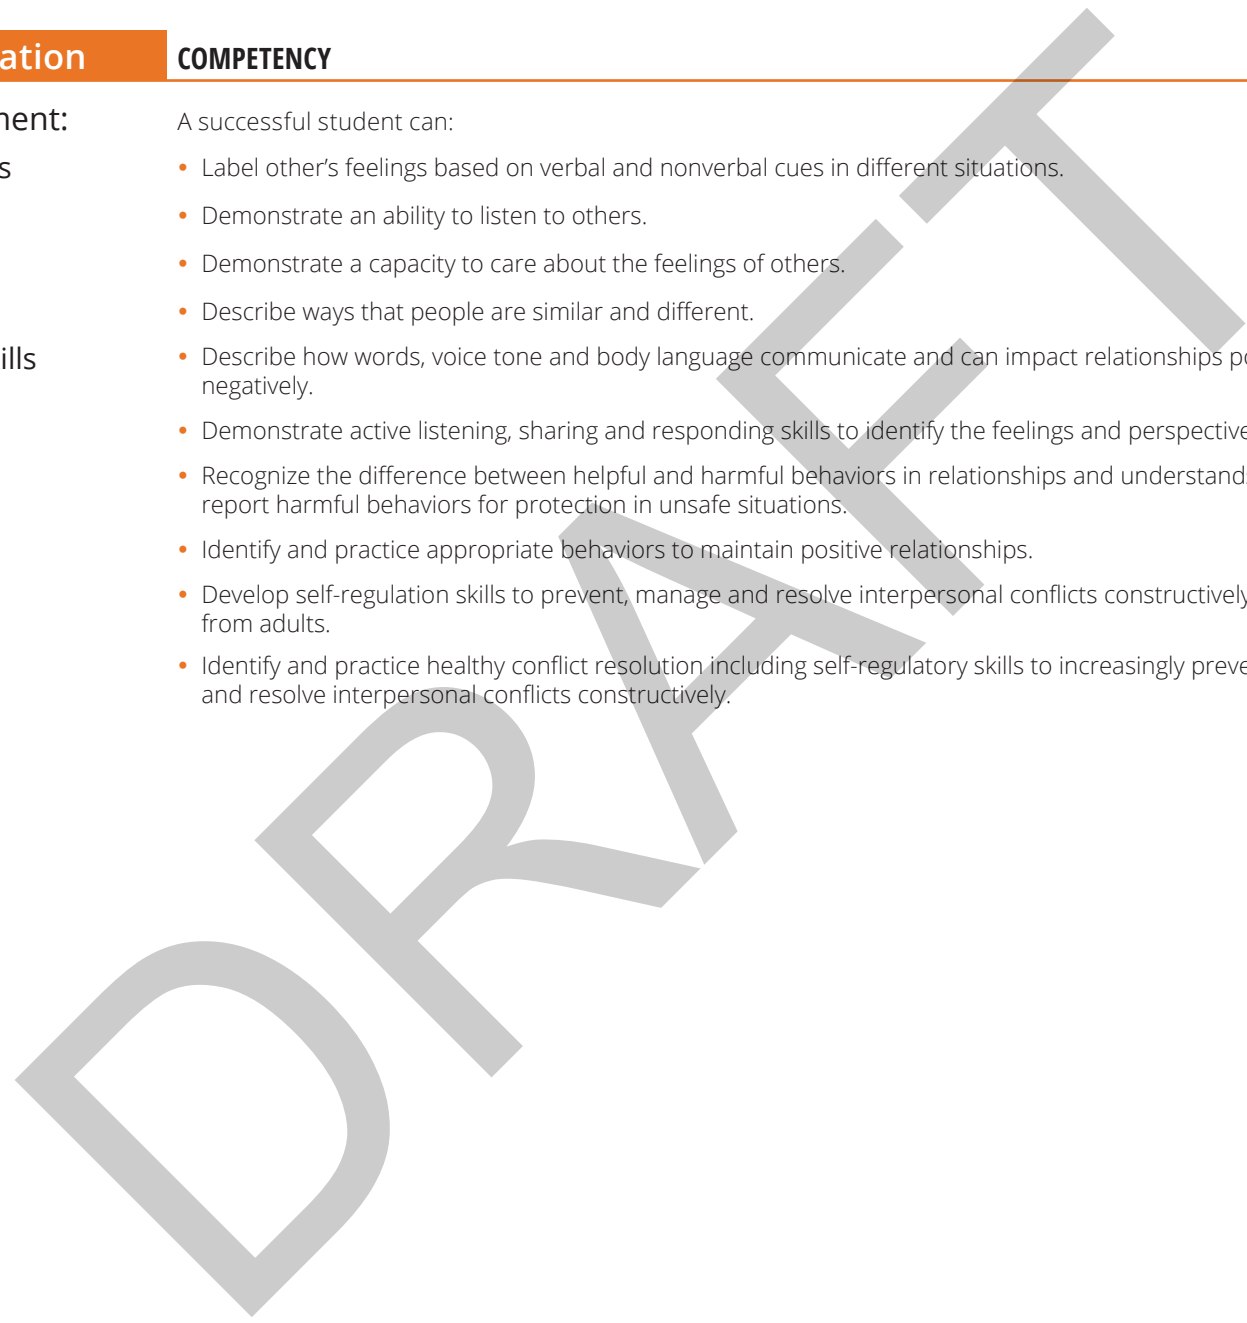 ation
COMPETENCY
ment:
A successful student can:
s
• Label other’s feelings based on verbal and nonverbal cues in different situations.
• Demonstrate an ability to listen to others.
• Demonstrate a capacity to care about the feelings of others.
• Describe ways that people are similar and different.
ills
• Describe how words, voice tone and body language communicate and can impact relationships po
negatively.
• Demonstrate active listening, sharing and responding skills to identify the feelings and perspective
• Recognize the difference between helpful and harmful behaviors in relationships and understands
report harmful behaviors for protection in unsafe situations.
• Identify and practice appropriate behaviors to maintain positive relationships.
• Develop self-regulation skills to prevent, manage and resolve interpersonal conflicts constructively
from adults.
• Identify and practice healthy conflict resolution including self-regulatory skills to increasingly preve
and resolve interpersonal conflicts constructively.
DRAFT